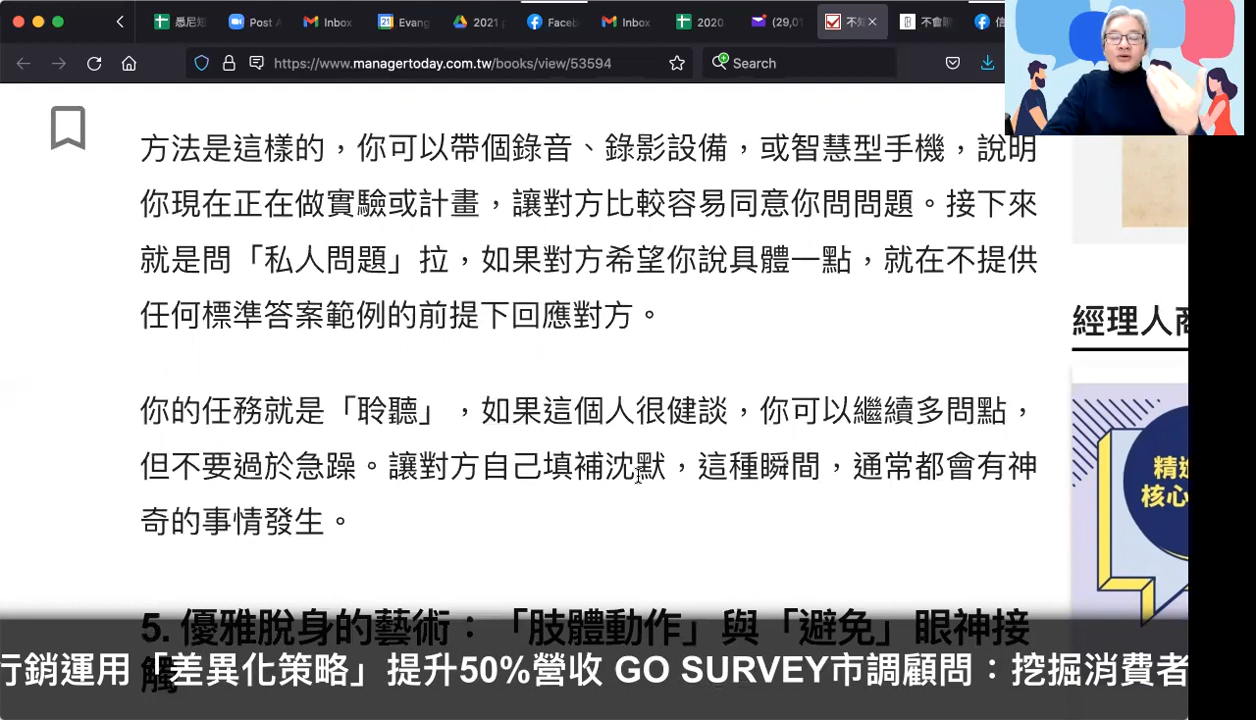 悉尼短
Post A
Inbox
Evang
2021
Faceb
Inbox
2020
(29,01
不知
不會聊
信
https://www.managertoday.com.tw/books/view/53594
Search
方法是這樣的，你可以帶個錄音、錄影設備，或智慧型手機，說明
你現在正在做實驗或計畫，讓對方比較容易同意你問問題。接下來
就是問「私人問題」拉，如果對方希望你說具體一點，就在不提供
任何標準答案範例的前提下回應對方。
經理人商
你的任務就是「聆聽」，如果這個人很健談，你可以繼續多問點，
但不要過於急躁。讓對方自己填補沈默，這種瞬間，通常都會有神
奇的事情發生。
精進
核心
5. 優雅脫身的藝術：「肢體動作」與「避免」眼神接
觸
行銷運用「差異化策略」提升50%營收 GO SURVEY市調顧問：挖掘消費者